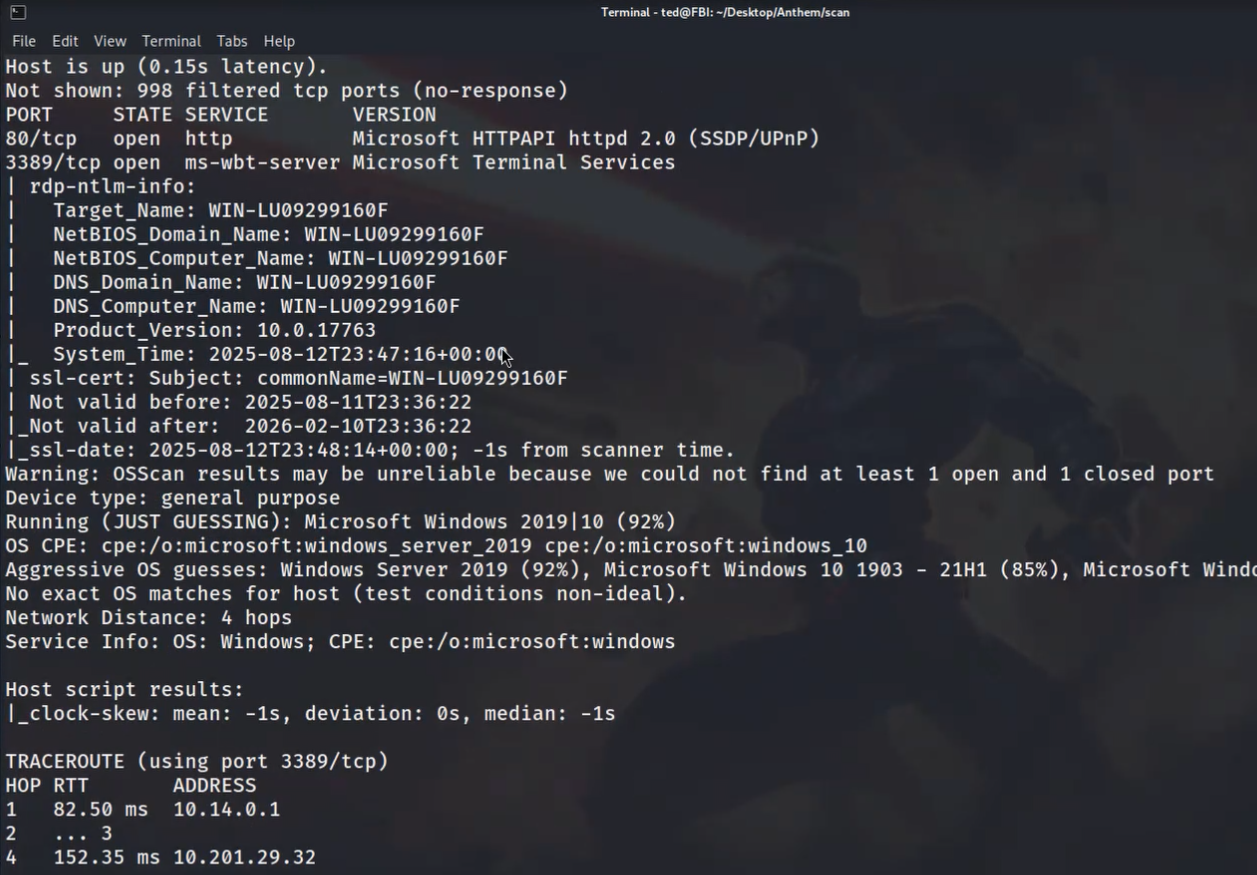 Terminal - ted@FBI: ~/Desktop/Anthem/scan
File Edit View Terminal Tabs Help
Host is up (0.15s latency).
Not shown: 998 filtered tcp ports (no-response)
PORT     STATE SERVICE       VERSION
80/tcp   open  http          Microsoft HTTPAPI httpd 2.0 (SSDP/UPnP)
3389/tcp open  ms-wbt-server Microsoft Terminal Services
| rdp-ntlm-info:
|   Target_Name: WIN-LU09299160F
|   NetBIOS_Domain_Name: WIN-LU09299160F
|   NetBIOS_Computer_Name: WIN-LU09299160F
|   DNS_Domain_Name: WIN-LU09299160F
|   DNS_Computer_Name: WIN-LU09299160F
|   Product_Version: 10.0.17763
|_  System_Time: 2025-08-12T23:47:16+00:00
| ssl-cert: Subject: commonName=WIN-LU09299160F
| Not valid before: 2025-08-11T23:36:22
|_Not valid after:  2026-02-10T23:36:22
|_ssl-date: 2025-08-12T23:48:14+00:00; -1s from scanner time.
Warning: OSScan results may be unreliable because we could not find at least 1 open and 1 closed port
Device type: general purpose
Running (JUST GUESSING): Microsoft Windows 2019|10 (92%)
OS CPE: cpe:/o:microsoft:windows_server_2019 cpe:/o:microsoft:windows_10
Aggressive OS guesses: Windows Server 2019 (92%), Microsoft Windows 10 1903 - 21H1 (85%), Microsoft Windo
No exact OS matches for host (test conditions non-ideal).
Network Distance: 4 hops
Service Info: OS: Windows; CPE: cpe:/o:microsoft:windows
Host script results:
|_clock-skew: mean: -1s, deviation: 0s, median: -1s
TRACEROUTE (using port 3389/tcp)
HOP RTT       ADDRESS
1   82.50 ms  10.14.0.1
2   ... 3
4   152.35 ms 10.201.29.32